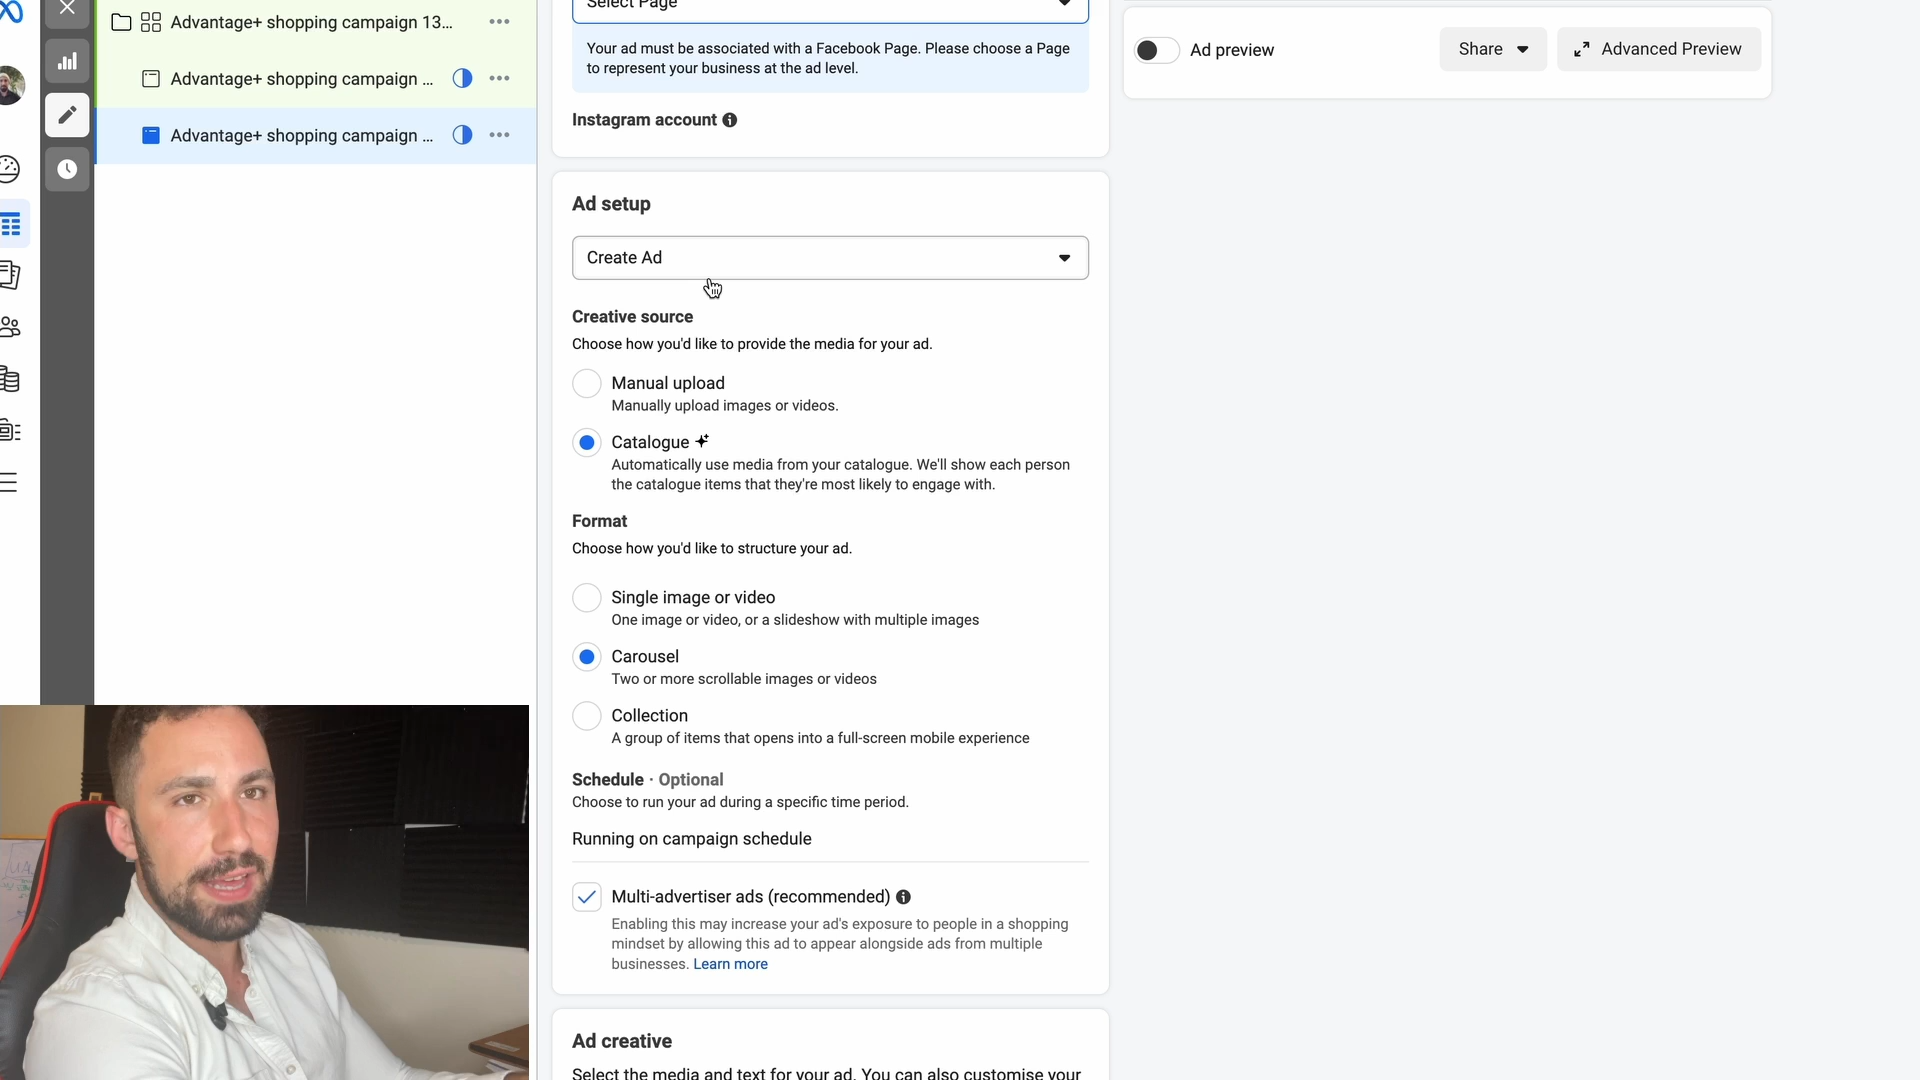 Advantage+ shopping campaign 13...
Advantage+ shopping campaign ...
Advantage+ shopping campaign ...
Select Page
Your ad must be associated with a Facebook Page. Please choose a Page
to represent your business at the ad level.
Instagram account
Ad setup
Create Ad
Creative source
Choose how you'd like to provide the media for your ad.
Manual upload
Manually upload images or videos.
Catalogue
Automatically use media from your catalogue. We'll show each person
the catalogue items that they're most likely to engage with.
Format
Choose how you'd like to structure your ad.
Single image or video
One image or video, or a slideshow with multiple images
Carousel
Two or more scrollable images or videos
Collection
A group of items that opens into a full-screen mobile experience
Schedule · Optional
Choose to run your ad during a specific time period.
Running on campaign schedule
Multi-advertiser ads (recommended)
Enabling this may increase your ad's exposure to people in a shopping
mindset by allowing this ad to appear alongside ads from multiple
businesses. Learn more
Ad creative
Select the media and text for your ad. You can also customise your
Ad preview
Share
Advanced Preview